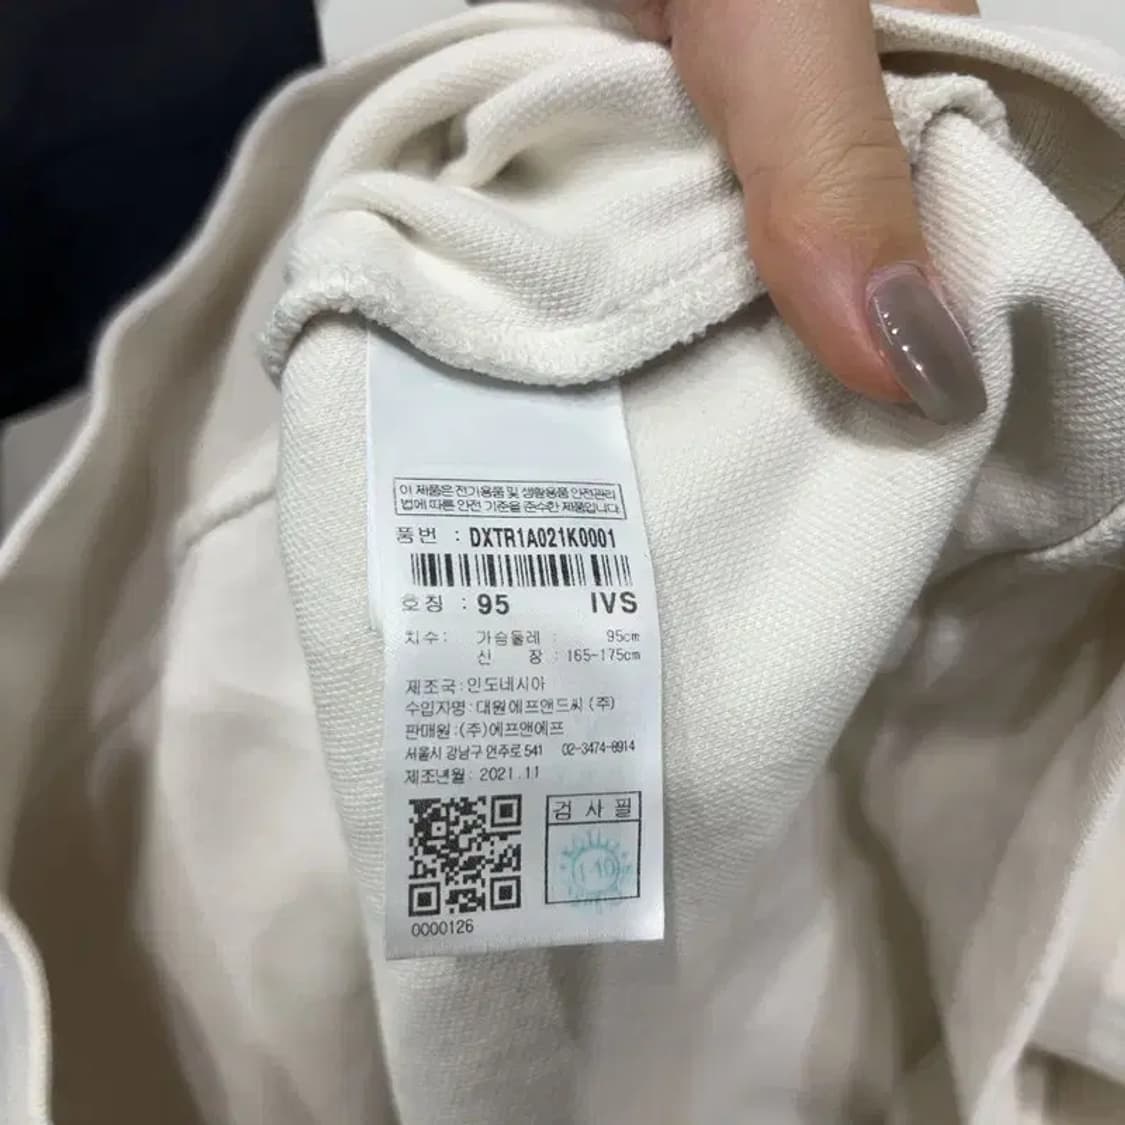 이 제품은 전기용품 및 생활용품 안전관리
법에 따른 안전 기준을 준수한 제품입니다.
품번 : DXTR1A021K0001
호칭 : 95 IVS
치수: 가슴둘레 : 95cm
신 장 : 165-175cm
제조국:인도네시아
수입자명:대원에프앤드씨(주)
판매원:(주)에프앤에프
서울시 강남구 언주로 541 02-3474-8914
제조년월: 2021.11
검 사 필
1-10
0000126